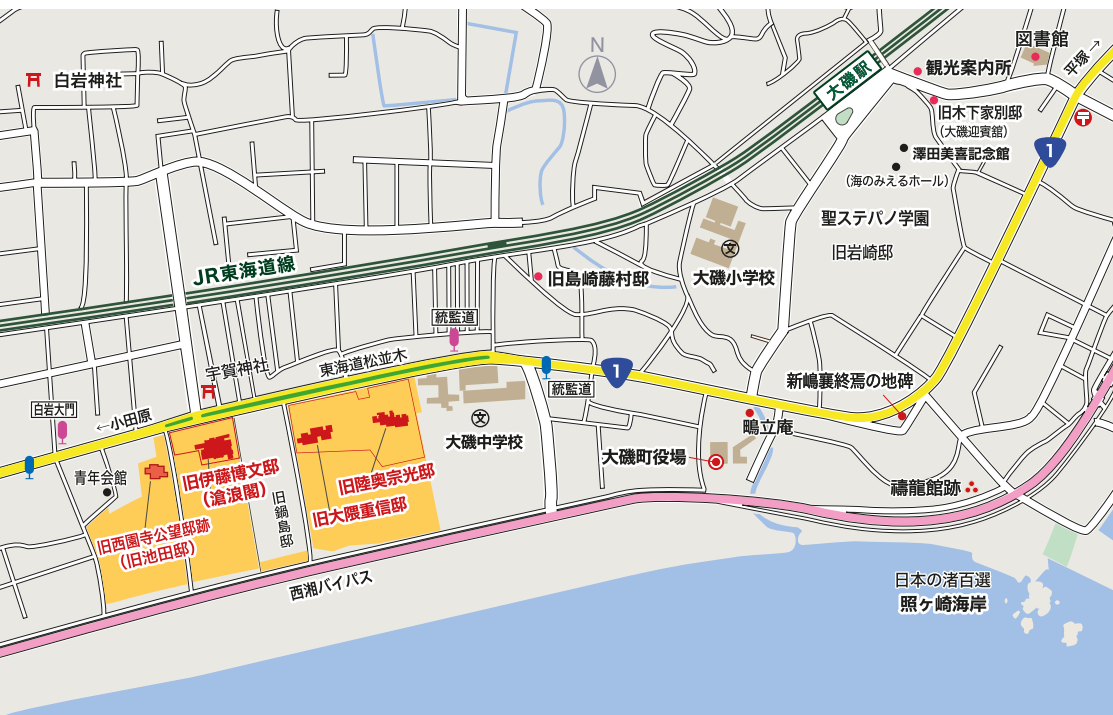 図書館
平塚→
N
観光案内所
大磯駅
白岩神社
旧木下家別邸
(大磯迎賓館)
1
澤田美喜記念館
(海のみえるホール)
聖ステパノ学園
旧岩崎邸
文
JR東海道線
旧島崎藤村邸
大磯小学校
統監道
東海道松並木
宇賀神社
1
統監道
新嶋襄終焉の地碑
白岩大門
←小田原
文
大磯中学校
鴫立庵
大磯町役場
青年会館
旧伊藤博文邸
(滄浪閣)
旧陸奥宗光邸
旧大隈重信邸
旧鍋島邸
禱龍館跡
旧西園寺公望邸跡
(旧池田邸)
西湘バイパス
日本の渚百選
照ヶ崎海岸